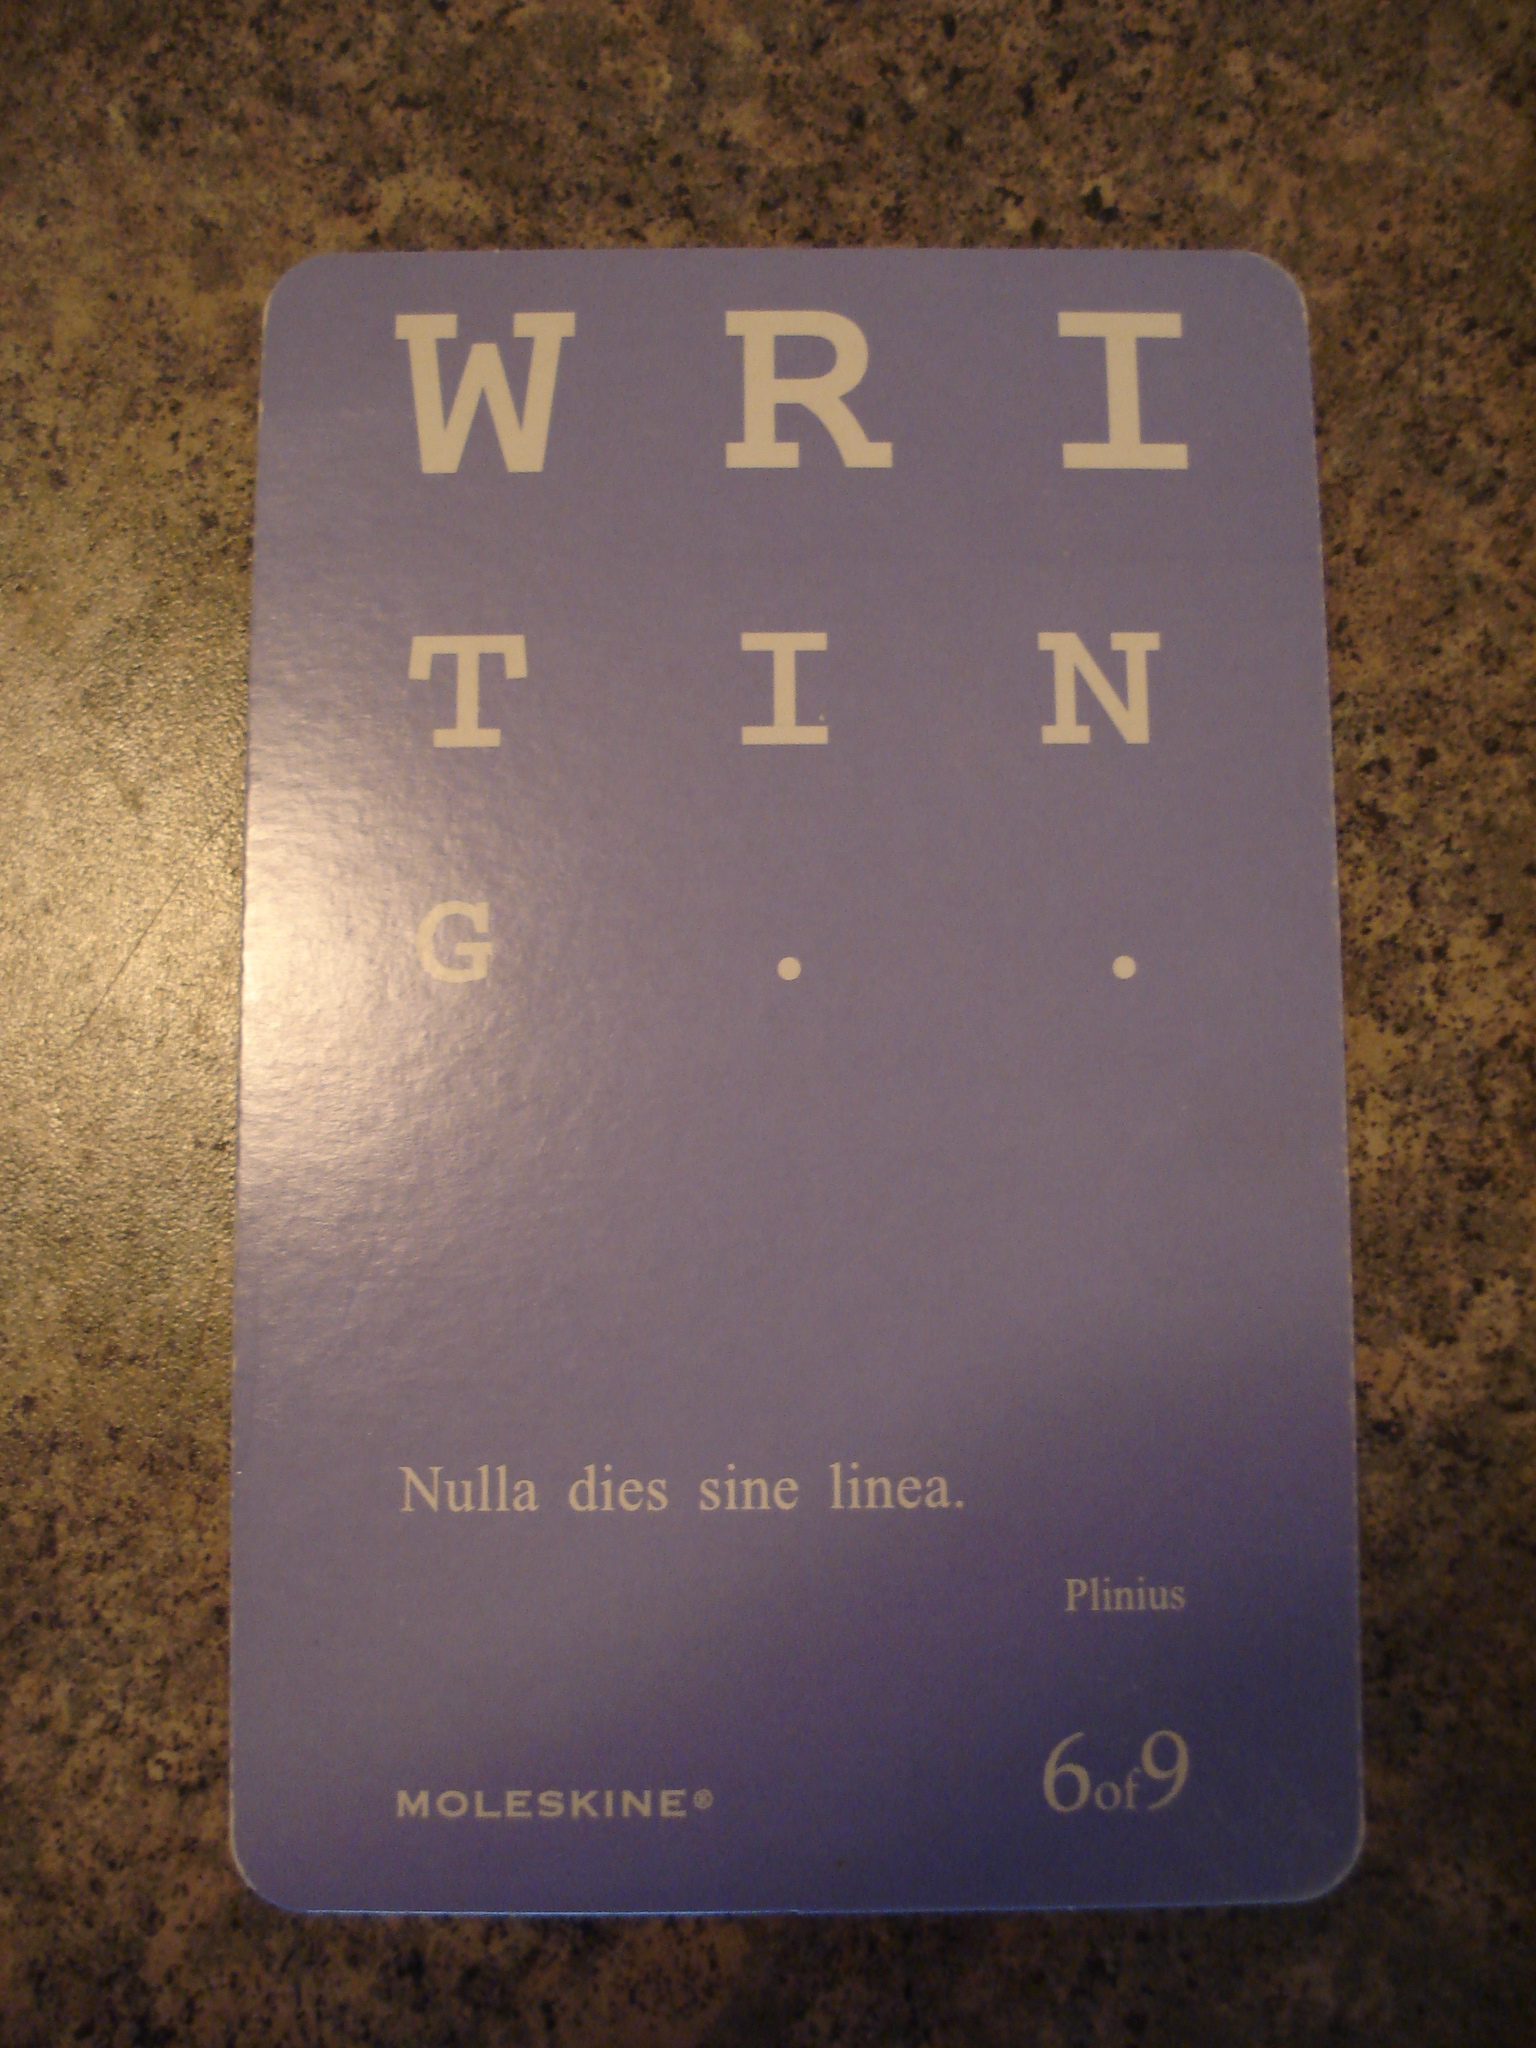 W R I
T I N
G . .
Nulla dies sine linea.
Plinius
MOLESKINE® 6of9